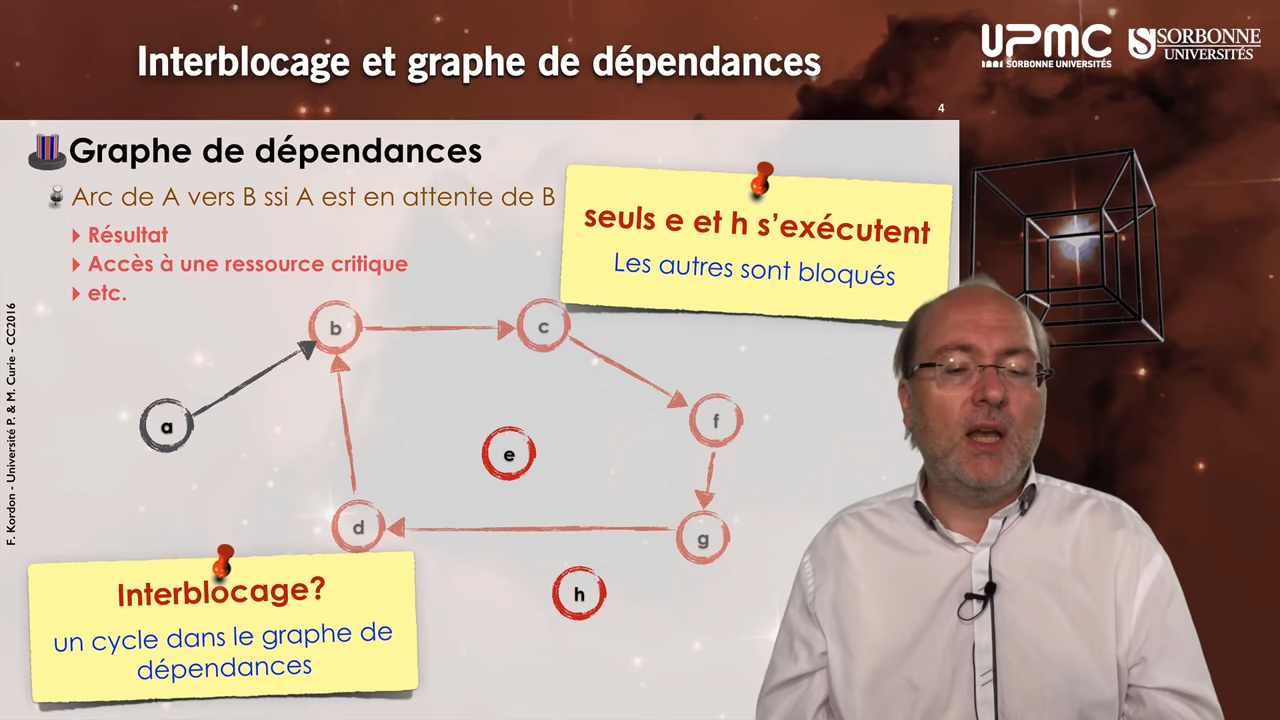 Interblocage et graphe de dépendances
UPMC
SORBONNE UNIVERSITÉS
SORBONNE
UNIVERSITÉS
4
Graphe de dépendances
Arc de A vers B ssi A est en attente de B
Résultat
Accès à une ressource critique
etc.
seuls e et h s'exécutent
Les autres sont bloqués
b
c
a
f
e
d
g
h
Interblocage?
un cycle dans le graphe de
dépendances
F. Kordon - Université P. & M. Curie - CC2016